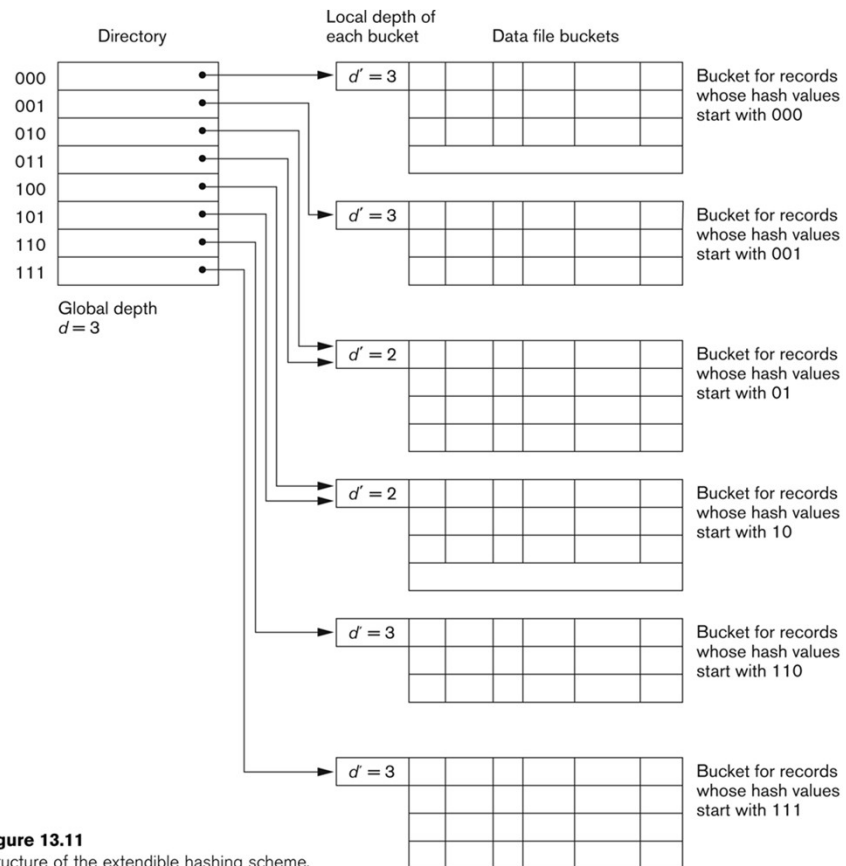 Directory
Local depth of
each bucket
Data file buckets
000
001
010
011
100
101
110
111
Global depth
d = 3
d′ = 3
Bucket for records
whose hash values
start with 000
d′ = 3
Bucket for records
whose hash values
start with 001
d′ = 2
Bucket for records
whose hash values
start with 01
d′ = 2
Bucket for records
whose hash values
start with 10
d′ = 3
Bucket for records
whose hash values
start with 110
d′ = 3
Bucket for records
whose hash values
start with 111
gure 13.11
ructure of the extendible hashing scheme.